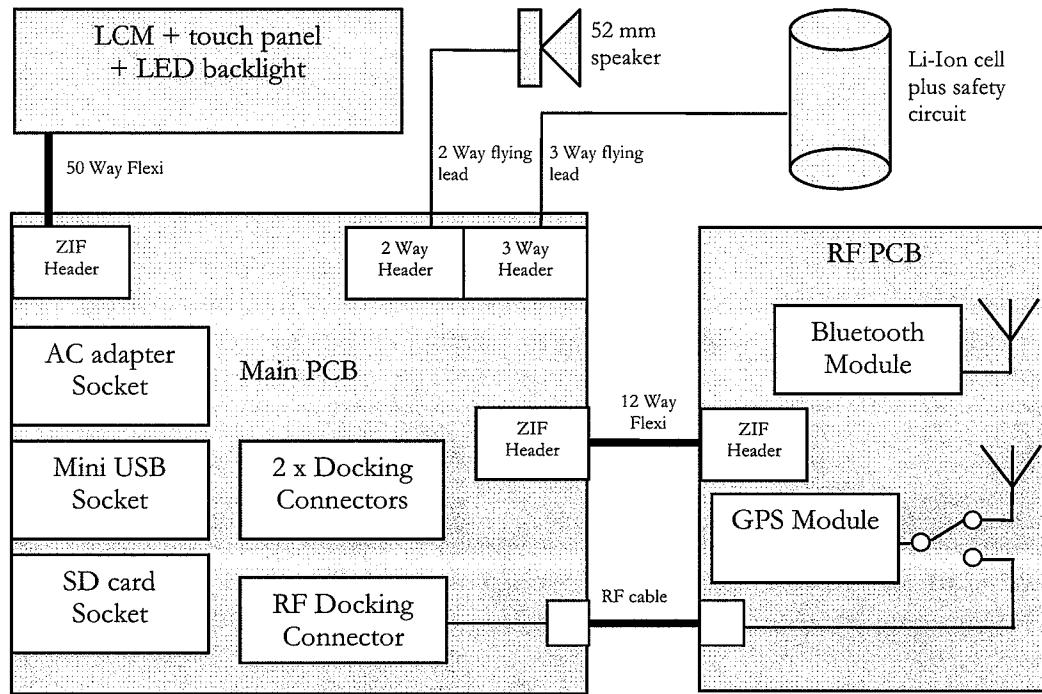 LCM + touch panel
+ LED backlight
52 mm
speaker
Li-Ion cell
plus safety
circuit
50 Way Flexi
2 Way flying
lead
3 Way flying
lead
ZIF
Header
2 Way
Header
3 Way
Header
RF PCB
AC adapter
Socket
Main PCB
Bluetooth
Module
12 Way
Flexi
ZIF
Header
ZIF
Header
Mini USB
Socket
2 x Docking
Connectors
GPS Module
SD card
Socket
RF Docking
Connector
RF cable